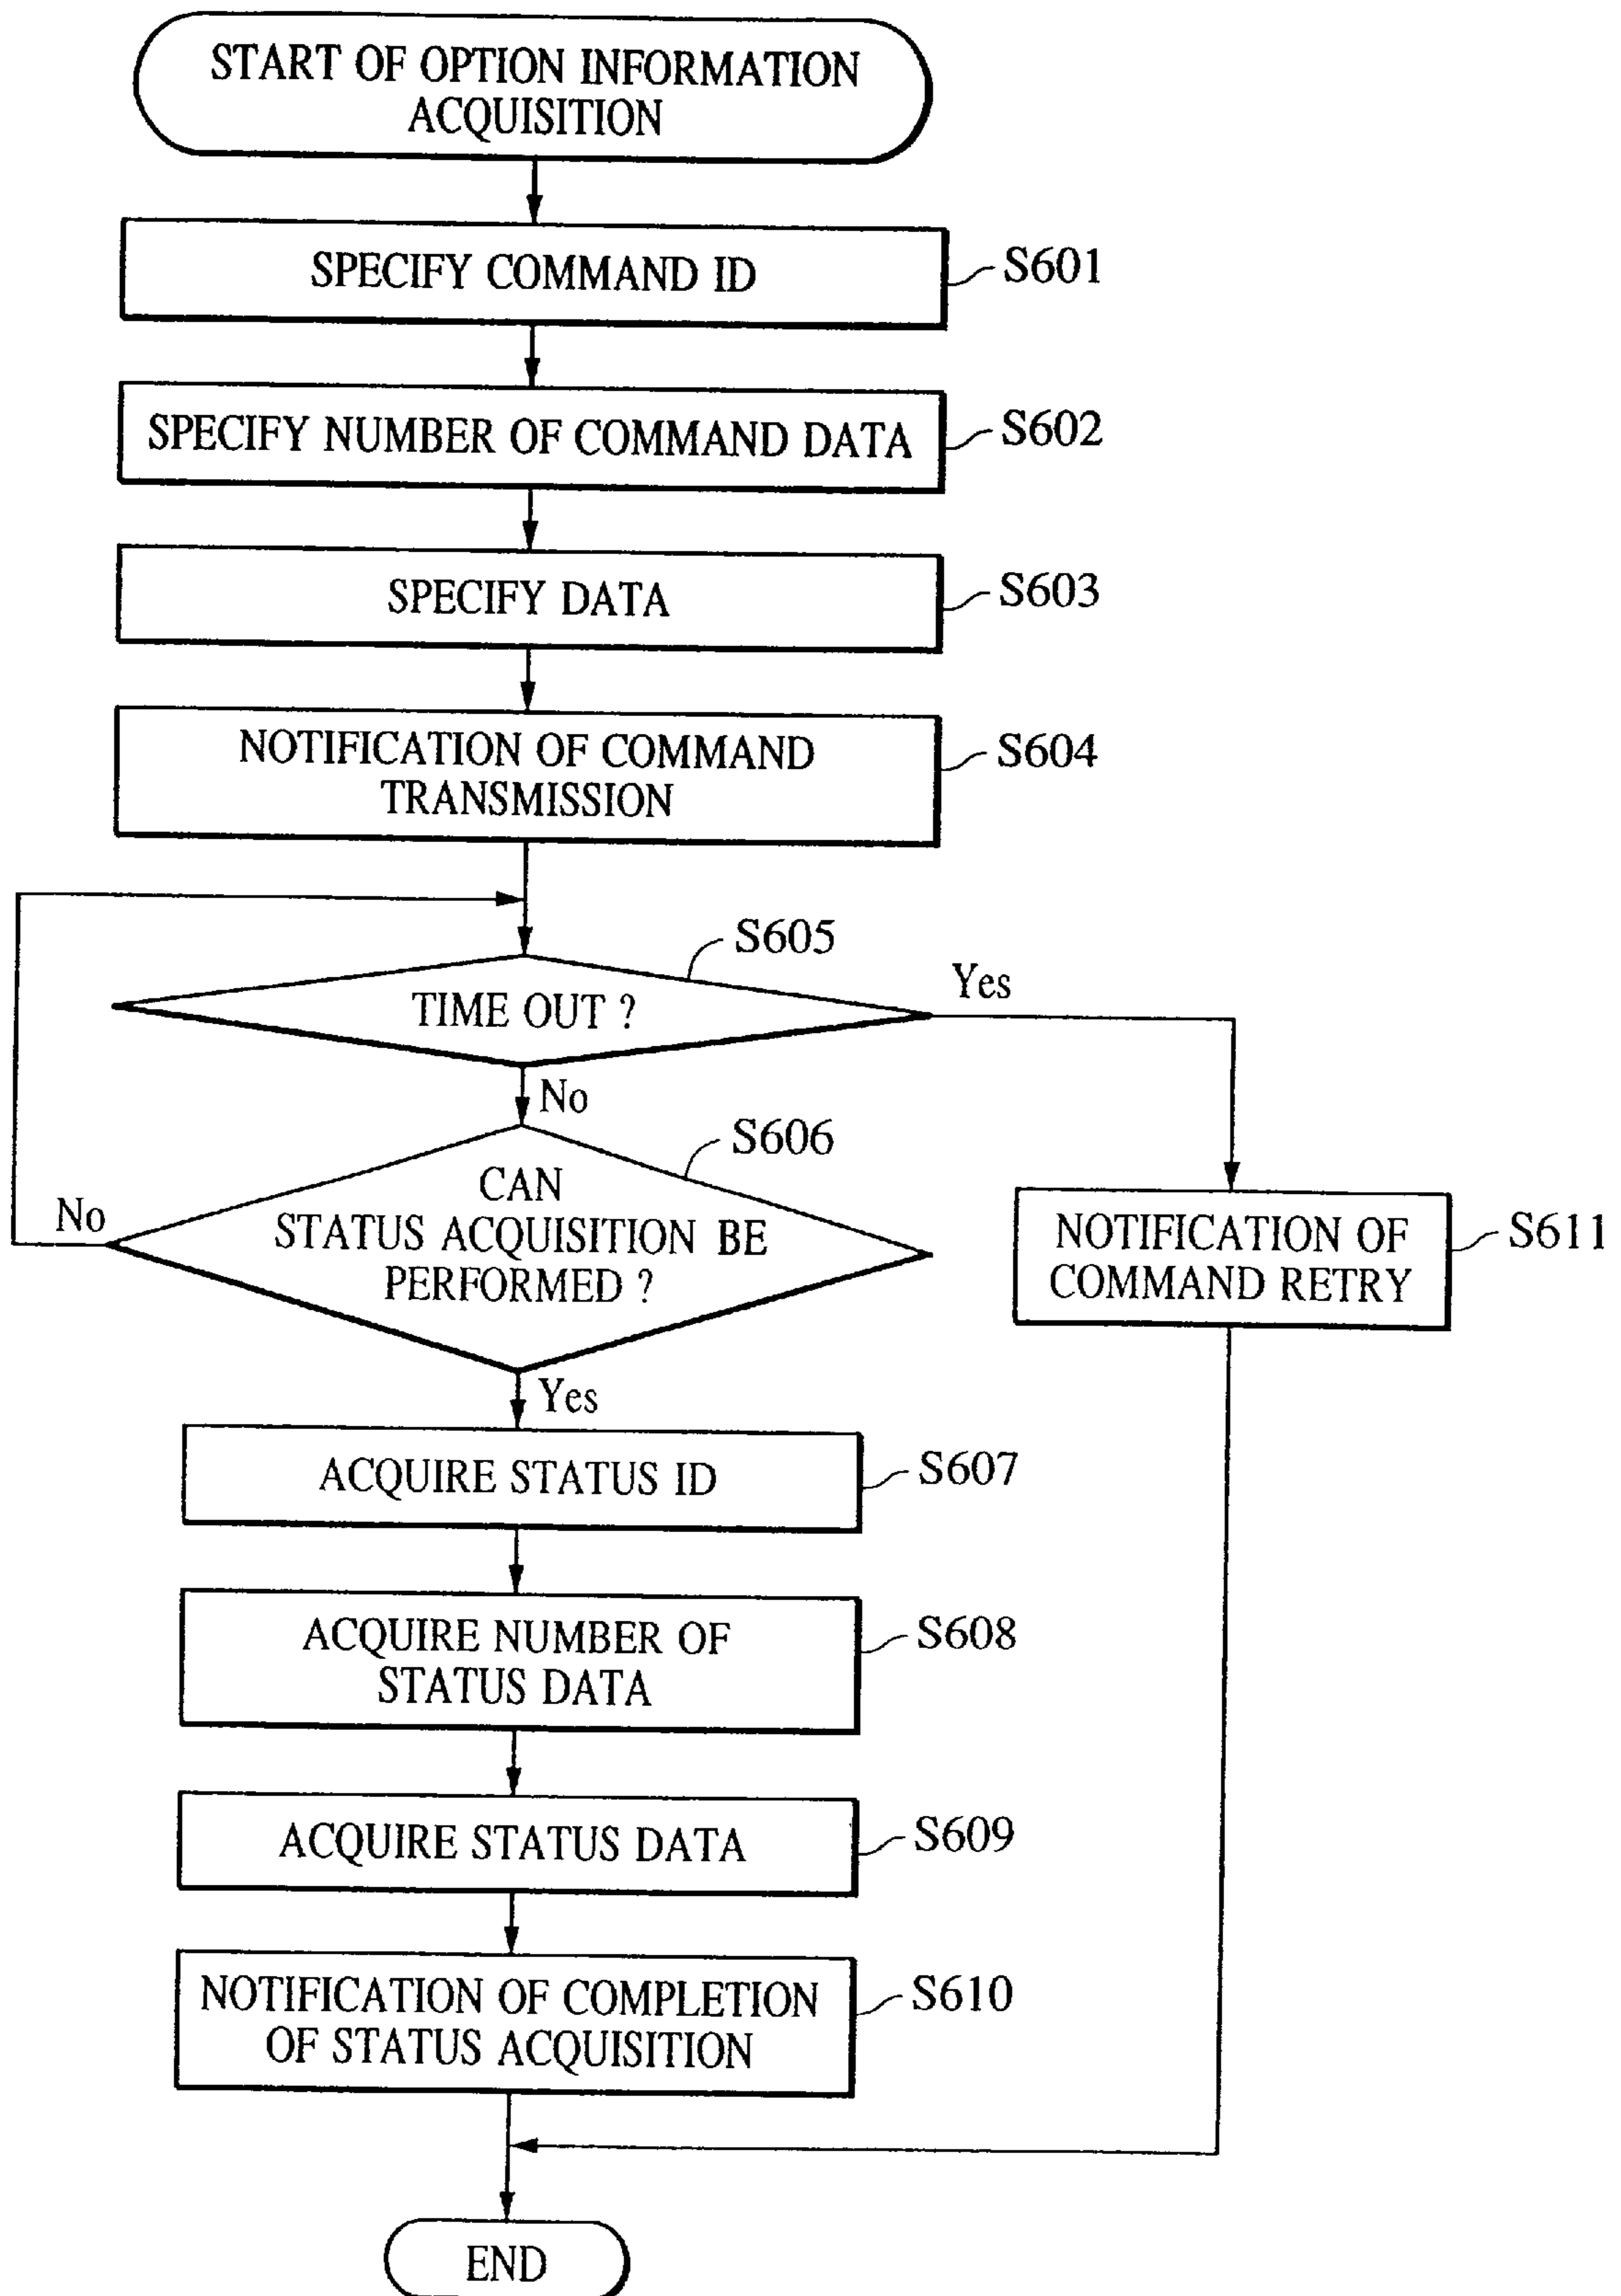 START OF OPTION INFORMATION
ACQUISITION
SPECIFY COMMAND ID
S601
SPECIFY NUMBER OF COMMAND DATA
S602
SPECIFY DATA
S603
NOTIFICATION OF COMMAND
TRANSMISSION
S604
S605
TIME OUT ?
Yes
No
S606
CAN
STATUS ACQUISITION BE
PERFORMED ?
No
Yes
NOTIFICATION OF
COMMAND RETRY
S611
ACQUIRE STATUS ID
S607
ACQUIRE NUMBER OF
STATUS DATA
S608
ACQUIRE STATUS DATA
S609
NOTIFICATION OF COMPLETION
OF STATUS ACQUISITION
S610
END